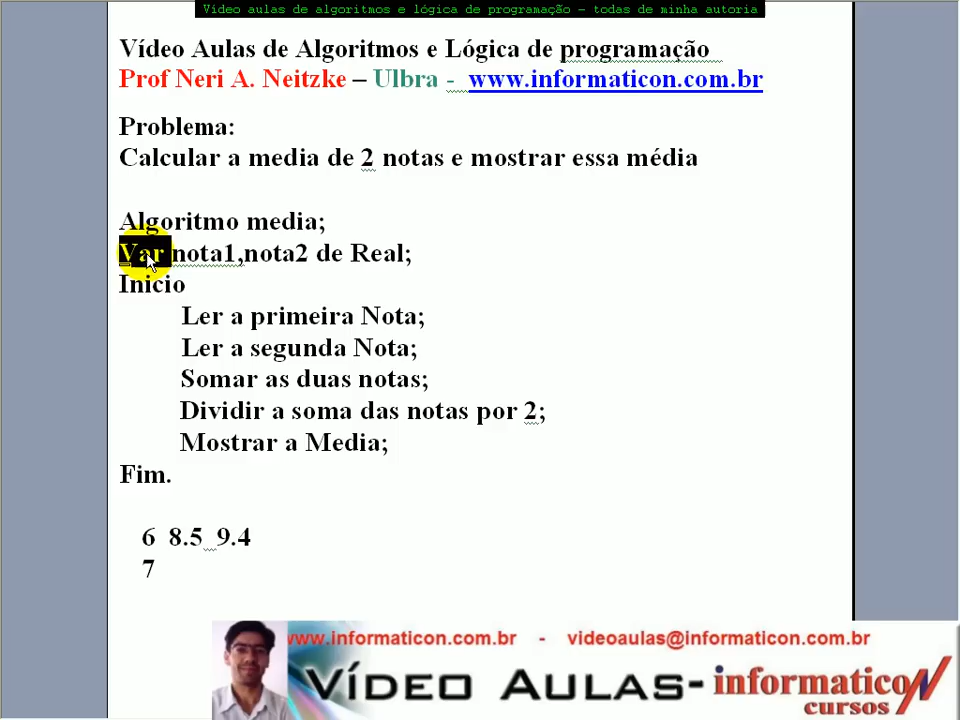 Vídeo aulas de algoritmos e lógica de programação - todas de minha autoria
Vídeo Aulas de Algoritmos e Lógica de programação
Prof Neri A. Neitzke – Ulbra - www.informaticon.com.br
Problema:
Calcular a media de 2 notas e mostrar essa média
Algoritmo media;
Var nota1,nota2 de Real;
Inicio
Ler a primeira Nota;
Ler a segunda Nota;
Somar as duas notas;
Dividir a soma das notas por 2;
Mostrar a Media;
Fim.
6 8.5 9.4
7
www.informaticon.com.br - videoaulas@informaticon.com.br
VÍDEO AULAS- informaticon
cursos